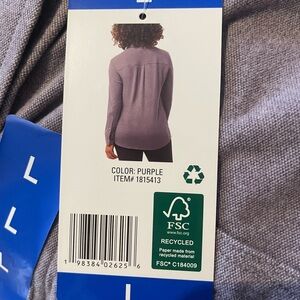 COLOR: PURPLE
ITEM# 1815413
FSC
www.fsc.org
RECYCLED
Paper made from
recycled material
FSC® C184009
1 98384 02625 6
L
L
L